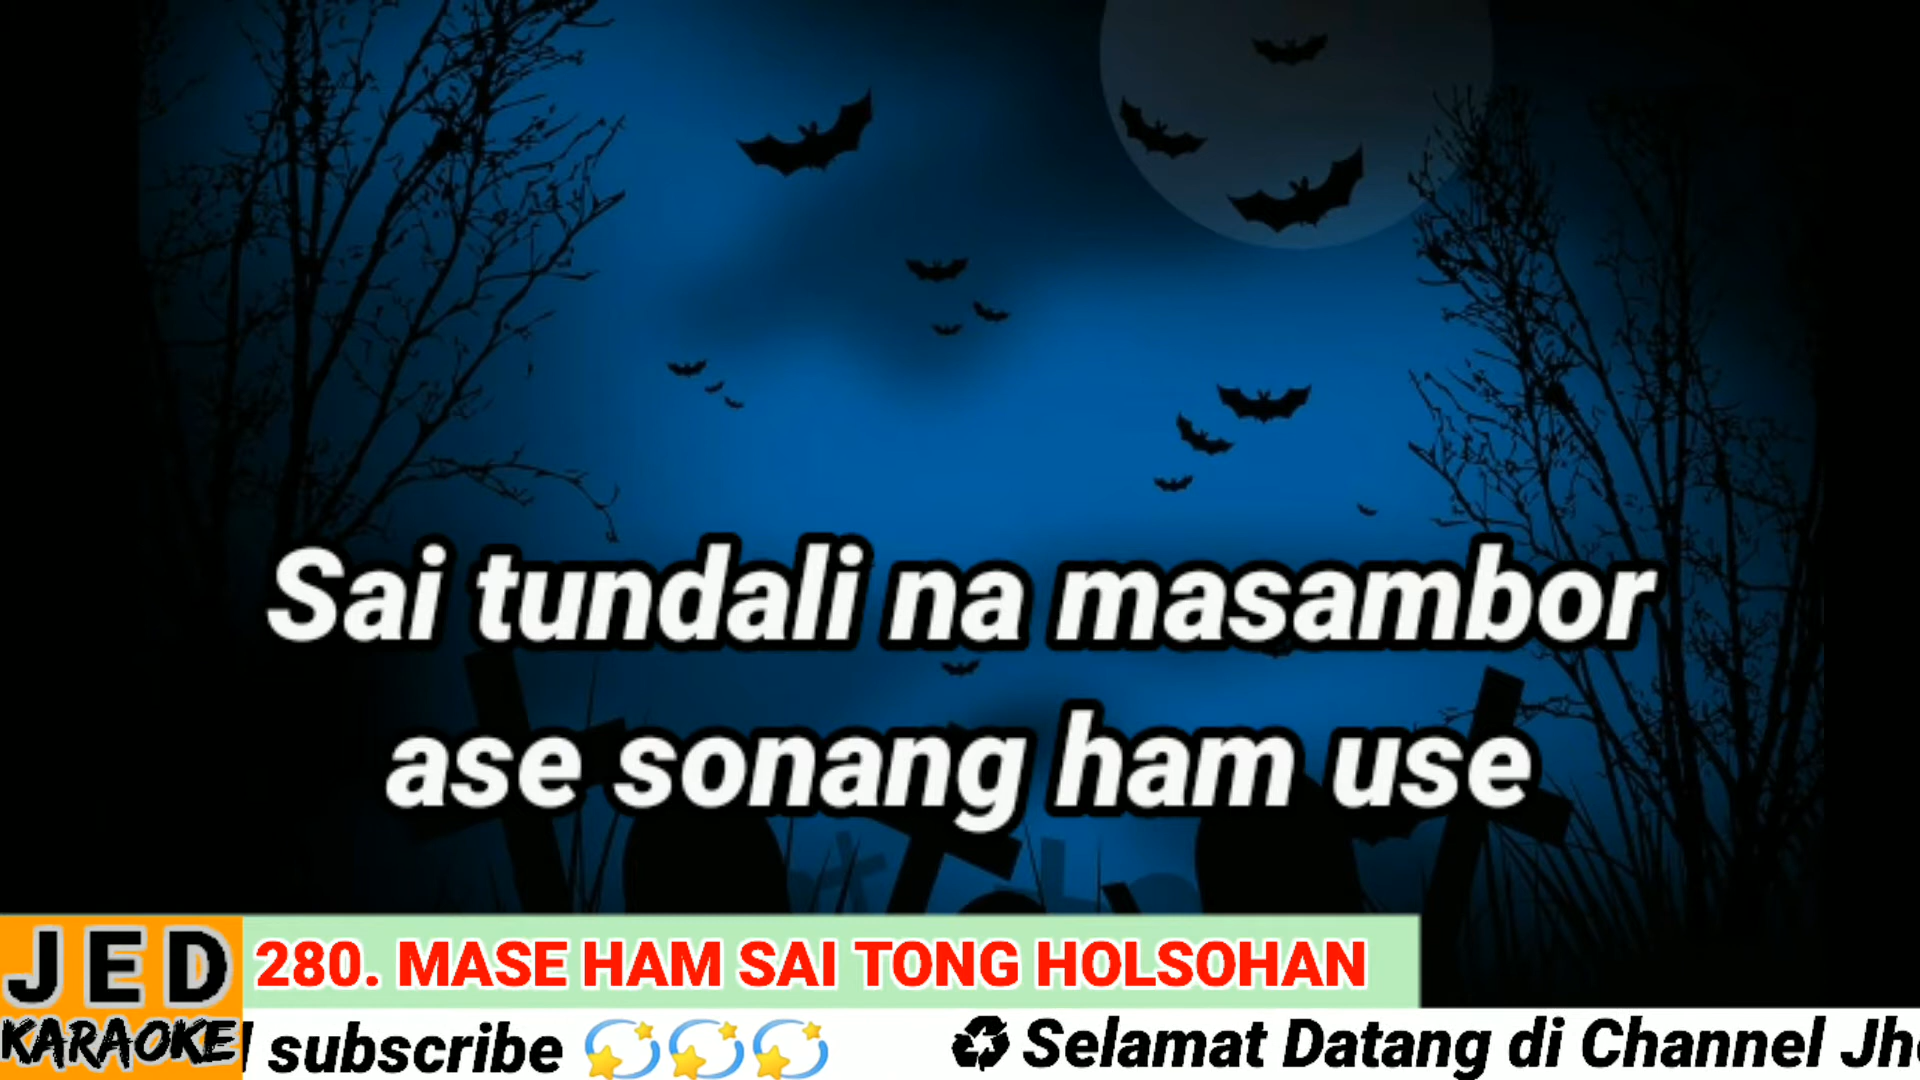 Sai tundali na masambor
ase sonang ham use
JED
KARAOKE
280. MASE HAM SAI TONG HOLSOHAN
subscribe 💫💫💫 ♻ Selamat Datang di Channel